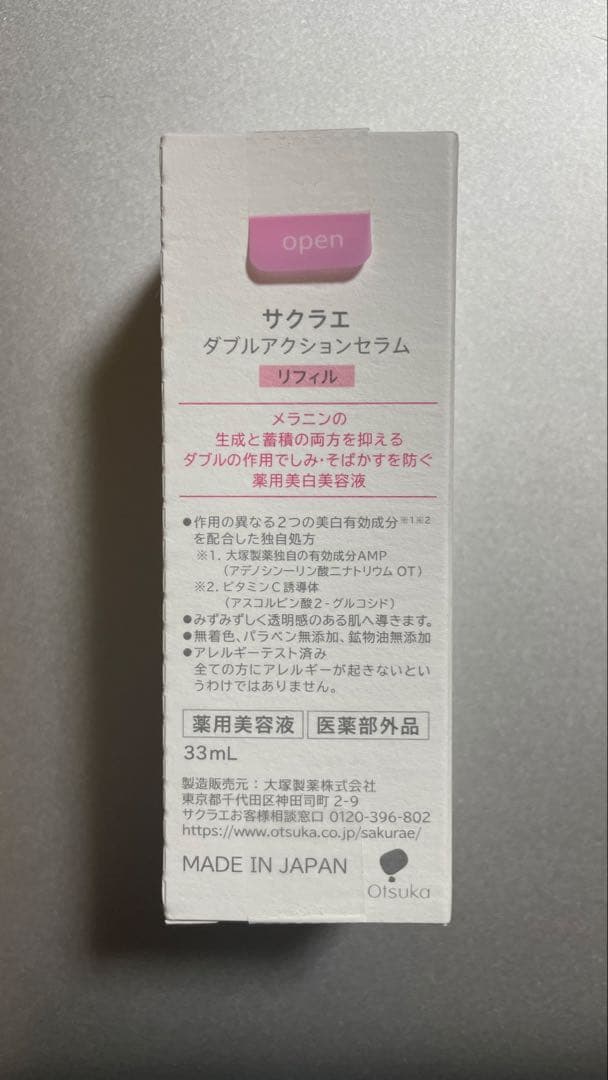 open
サクラエ
ダブルアクションセラム
リフィル
メラニンの
生成と蓄積の両方を抑える
ダブルの作用でしみ・そばかすを防ぐ
薬用美白美容液
●作用の異なる2つの美白有効成分※1※2
を配合した独自処方
※1. 大塚製薬独自の有効成分AMP
(アデノシン一リン酸二ナトリウム OT)
※2. ビタミンC誘導体
(アスコルビン酸2-グルコシド)
●みずみずしく透明感のある肌へ導きます。
●無着色、パラベン無添加、鉱物油無添加
●アレルギーテスト済み
全ての方にアレルギーが起きないとい
うわけではありません。
薬用美容液 医薬部外品
33mL
製造販売元:大塚製薬株式会社
東京都千代田区神田司町 2-9
サクラエお客様相談窓口 0120-396-802
https://www.otsuka.co.jp/sakurae/
MADE IN JAPAN
Otsuka